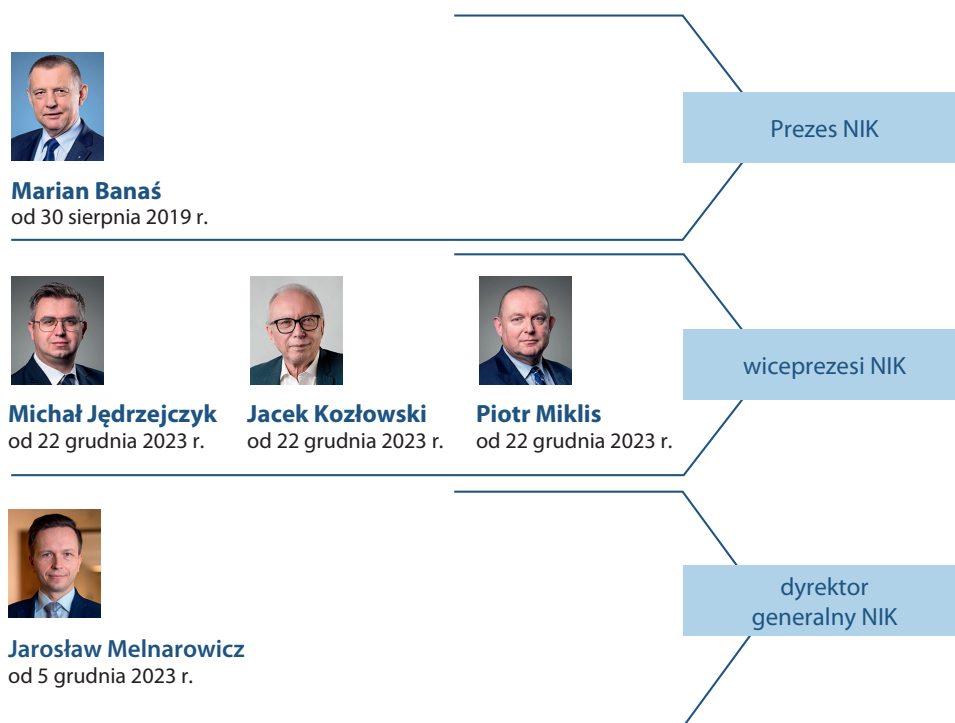 Prezes NIK
Marian Banaś
od 30 sierpnia 2019 r.
wiceprezesi NIK
Michał Jędrzejczyk
od 22 grudnia 2023 r.
Jacek Kozłowski
od 22 grudnia 2023 r.
Piotr Miklis
od 22 grudnia 2023 r.
dyrektor
generalny NIK
Jarosław Melnarowicz
od 5 grudnia 2023 r.